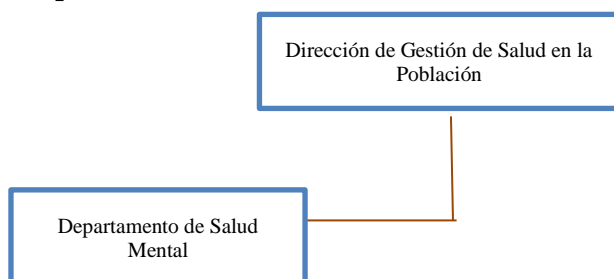 Dirección de Gestión de Salud en la
Población
Departamento de Salud
Mental